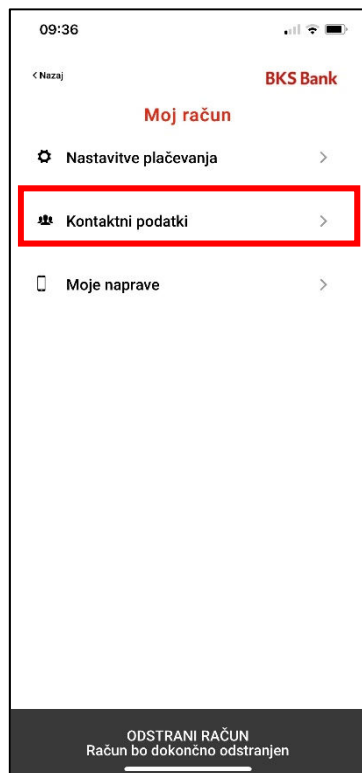 09:36
< Nazaj
BKS Bank
Moj račun
Nastavitve plačevanja
Kontaktni podatki
Moje naprave
ODSTRANI RAČUN
Račun bo dokončno odstranjen